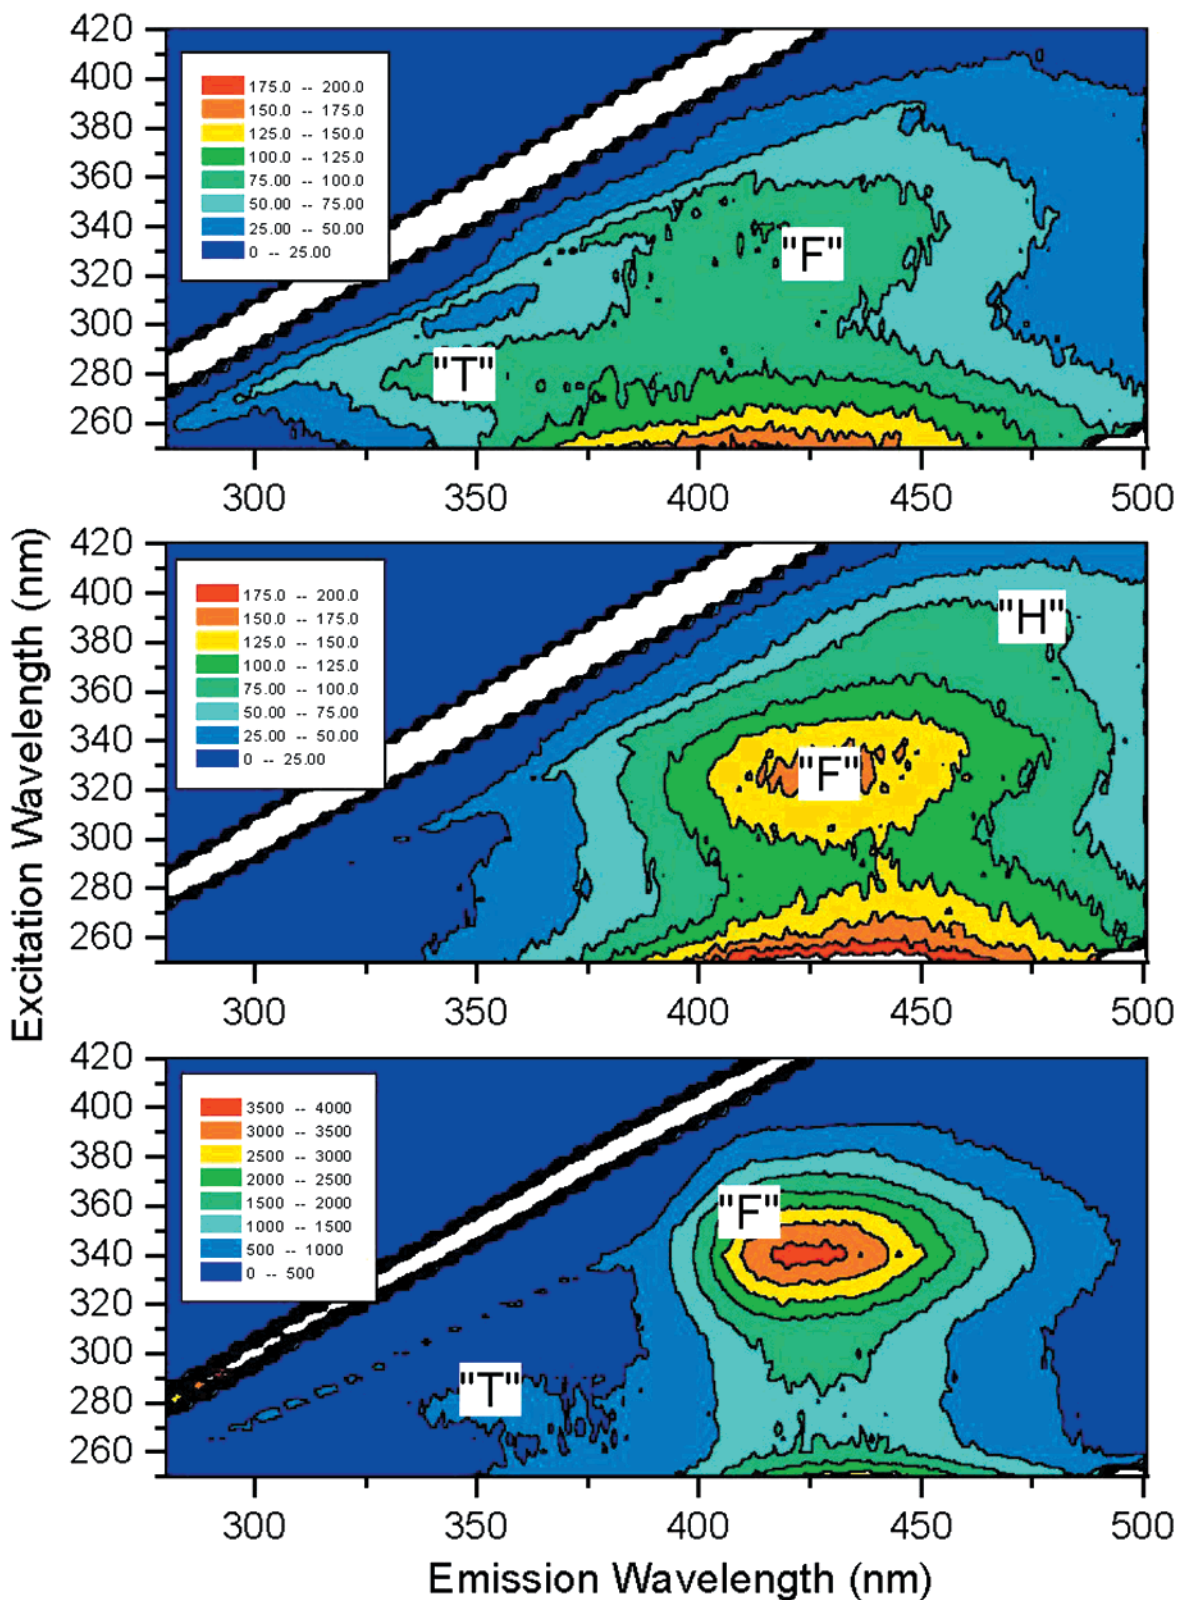 420
400
380
360
340
320
300
280
260
175.0 -- 200.0
150.0 -- 175.0
125.0 -- 150.0
100.0 -- 125.0
75.00 -- 100.0
50.00 -- 75.00
25.00 -- 50.00
0 -- 25.00
"F"
"T"
300 350 400 450 500
Excitation Wavelength (nm)
420
400
380
360
340
320
300
280
260
175.0 -- 200.0
150.0 -- 175.0
125.0 -- 150.0
100.0 -- 125.0
75.00 -- 100.0
50.00 -- 75.00
25.00 -- 50.00
0 -- 25.00
"H"
"F"
300 350 400 450 500
420
400
380
360
340
320
300
280
260
3500 -- 4000
3000 -- 3500
2500 -- 3000
2000 -- 2500
1500 -- 2000
1000 -- 1500
500 -- 1000
0 -- 500
"F"
"T"
300 350 400 450 500
Emission Wavelength (nm)